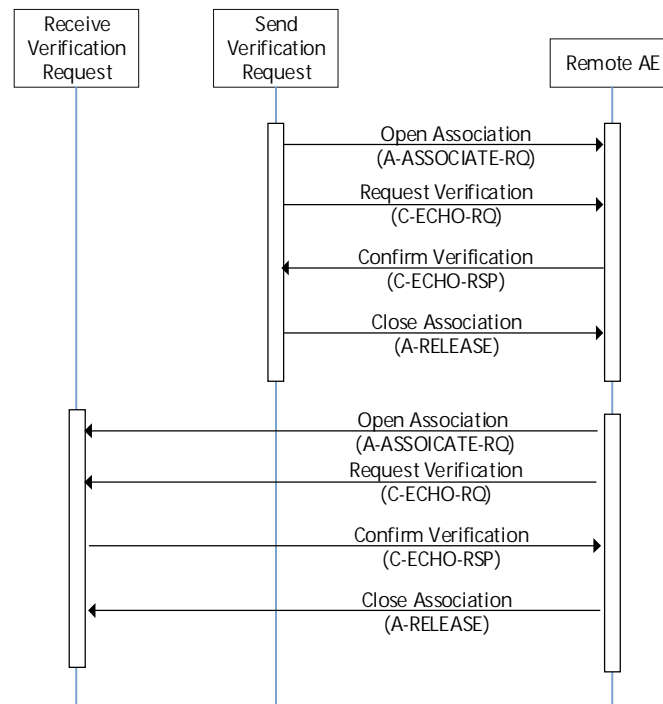 Receive
Verification
Request
Send
Verification
Request
Remote AE
Open Association
(A-ASSOCIATE-RQ)
Request Verification
(C-ECHO-RQ)
Confirm Verification
(C-ECHO-RSP)
Close Association
(A-RELEASE)
Open Association
(A-ASSOICATE-RQ)
Request Verification
(C-ECHO-RQ)
Confirm Verification
(C-ECHO-RSP)
Close Association
(A-RELEASE)